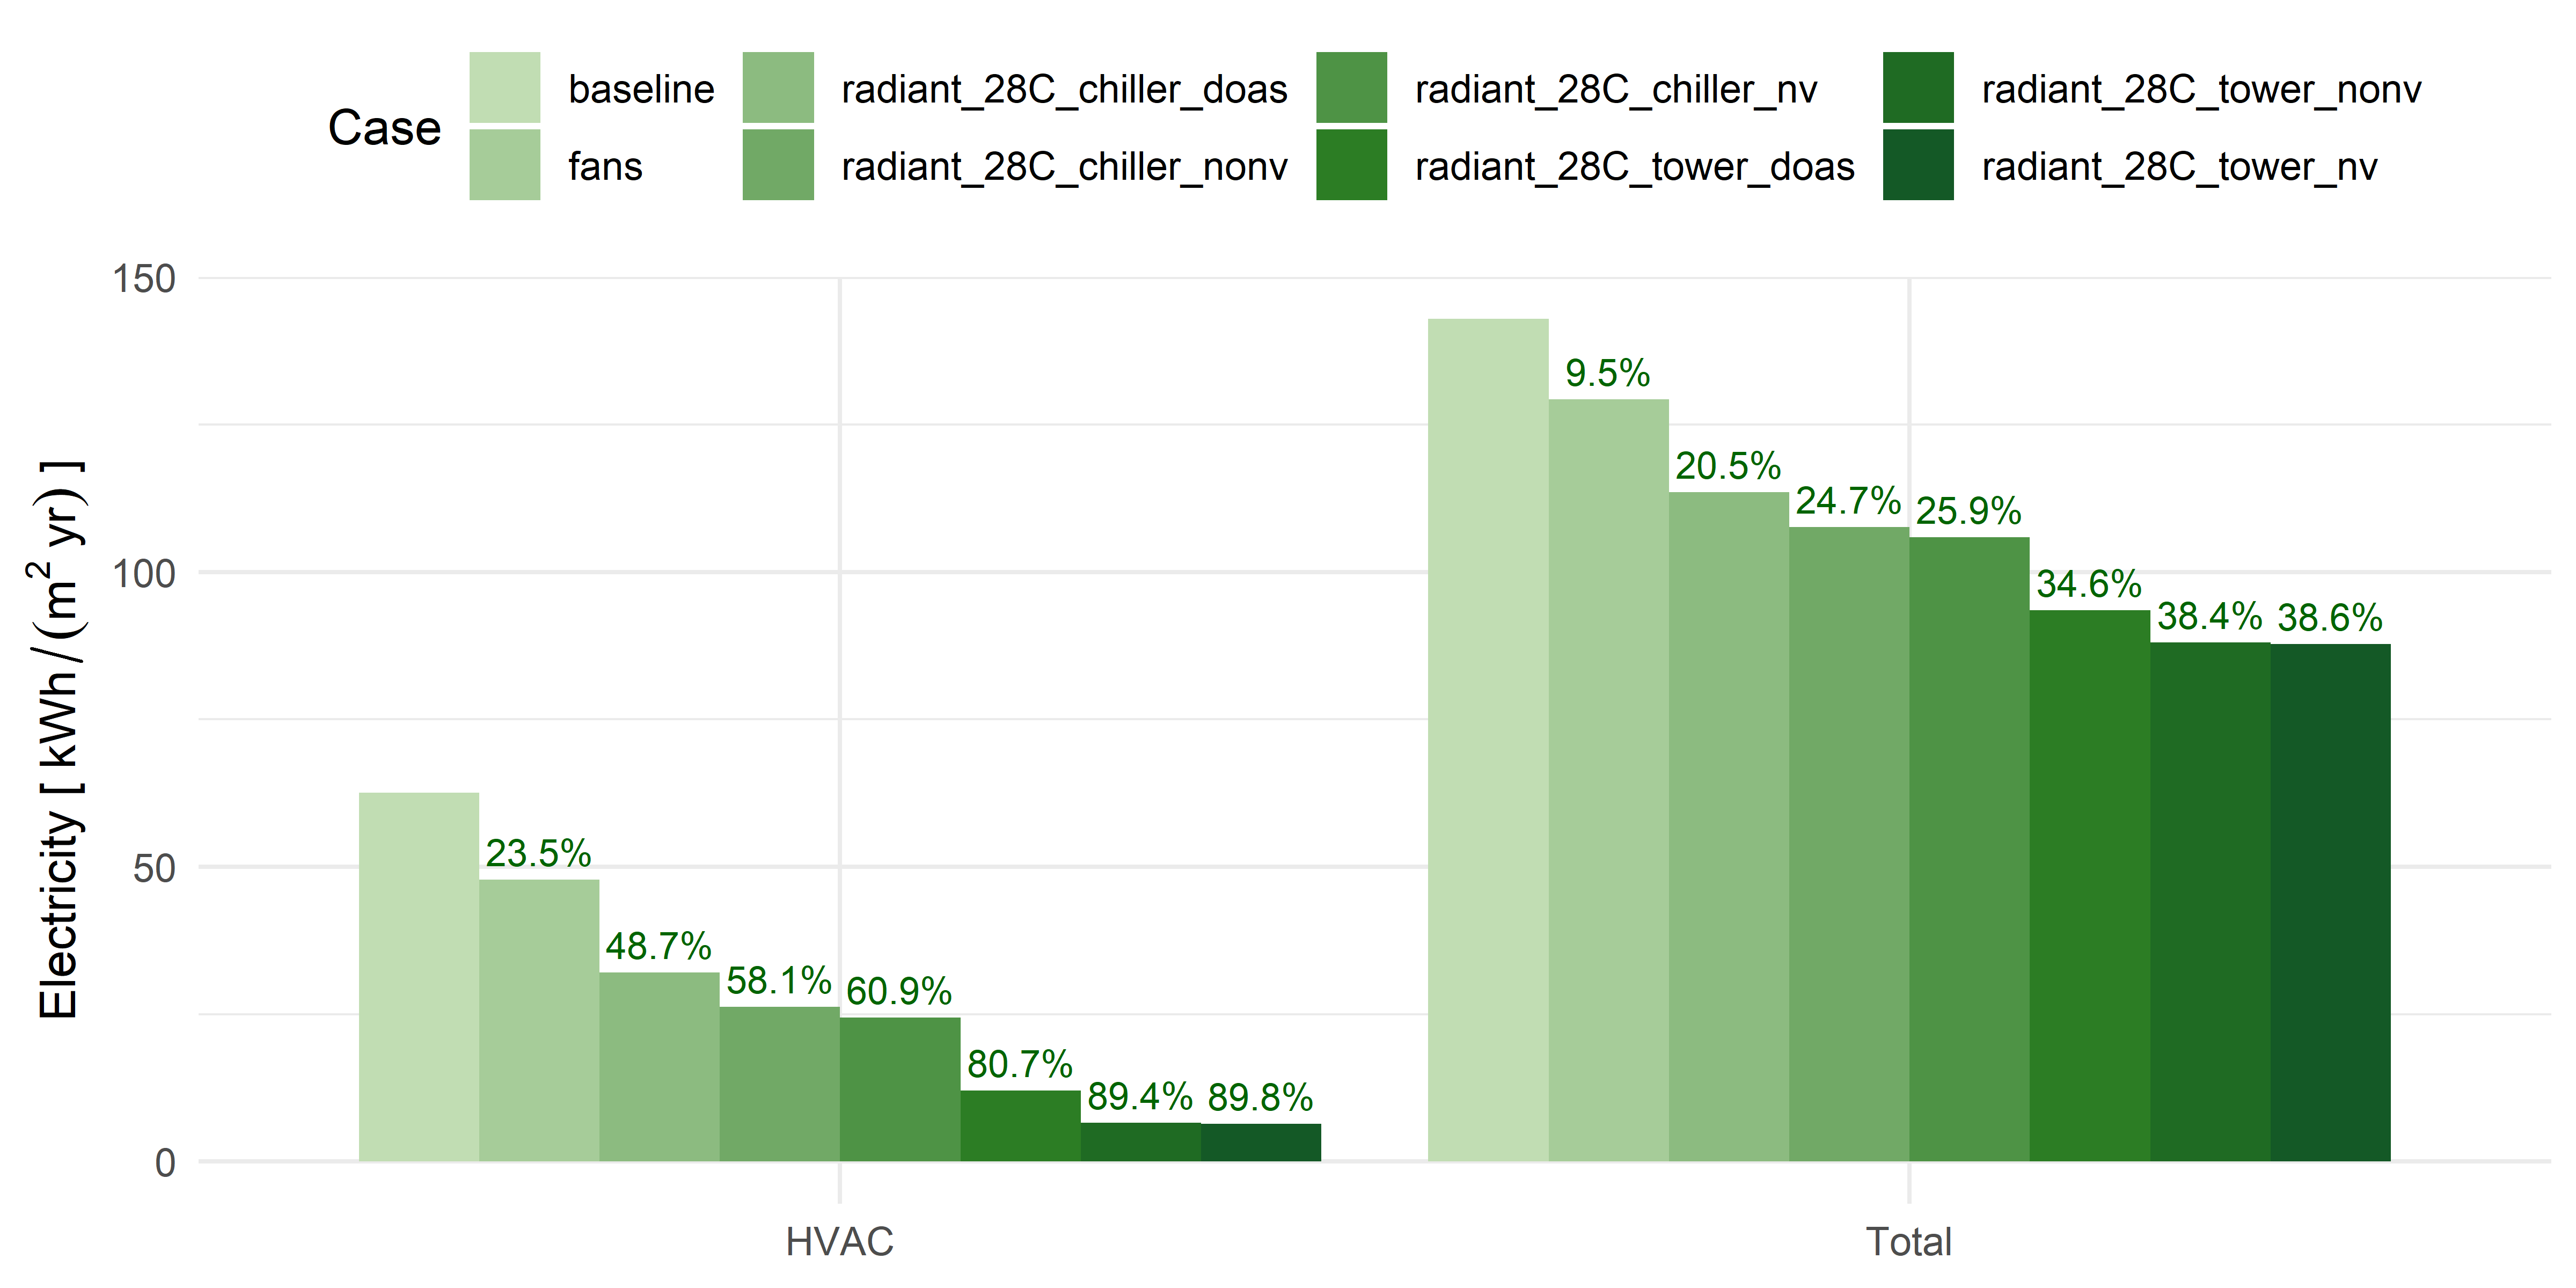 Case
baseline
radiant_28C_chiller_doas
radiant_28C_chiller_nv
radiant_28C_tower_nonv
fans
radiant_28C_chiller_nonv
radiant_28C_tower_doas
radiant_28C_tower_nv
Electricity [ kWh/(m² yr) ]
150
100
50
0
23.5%
48.7%
58.1%
60.9%
80.7%
89.4%
89.8%
9.5%
20.5%
24.7%
25.9%
34.6%
38.4%
38.6%
HVAC
Total